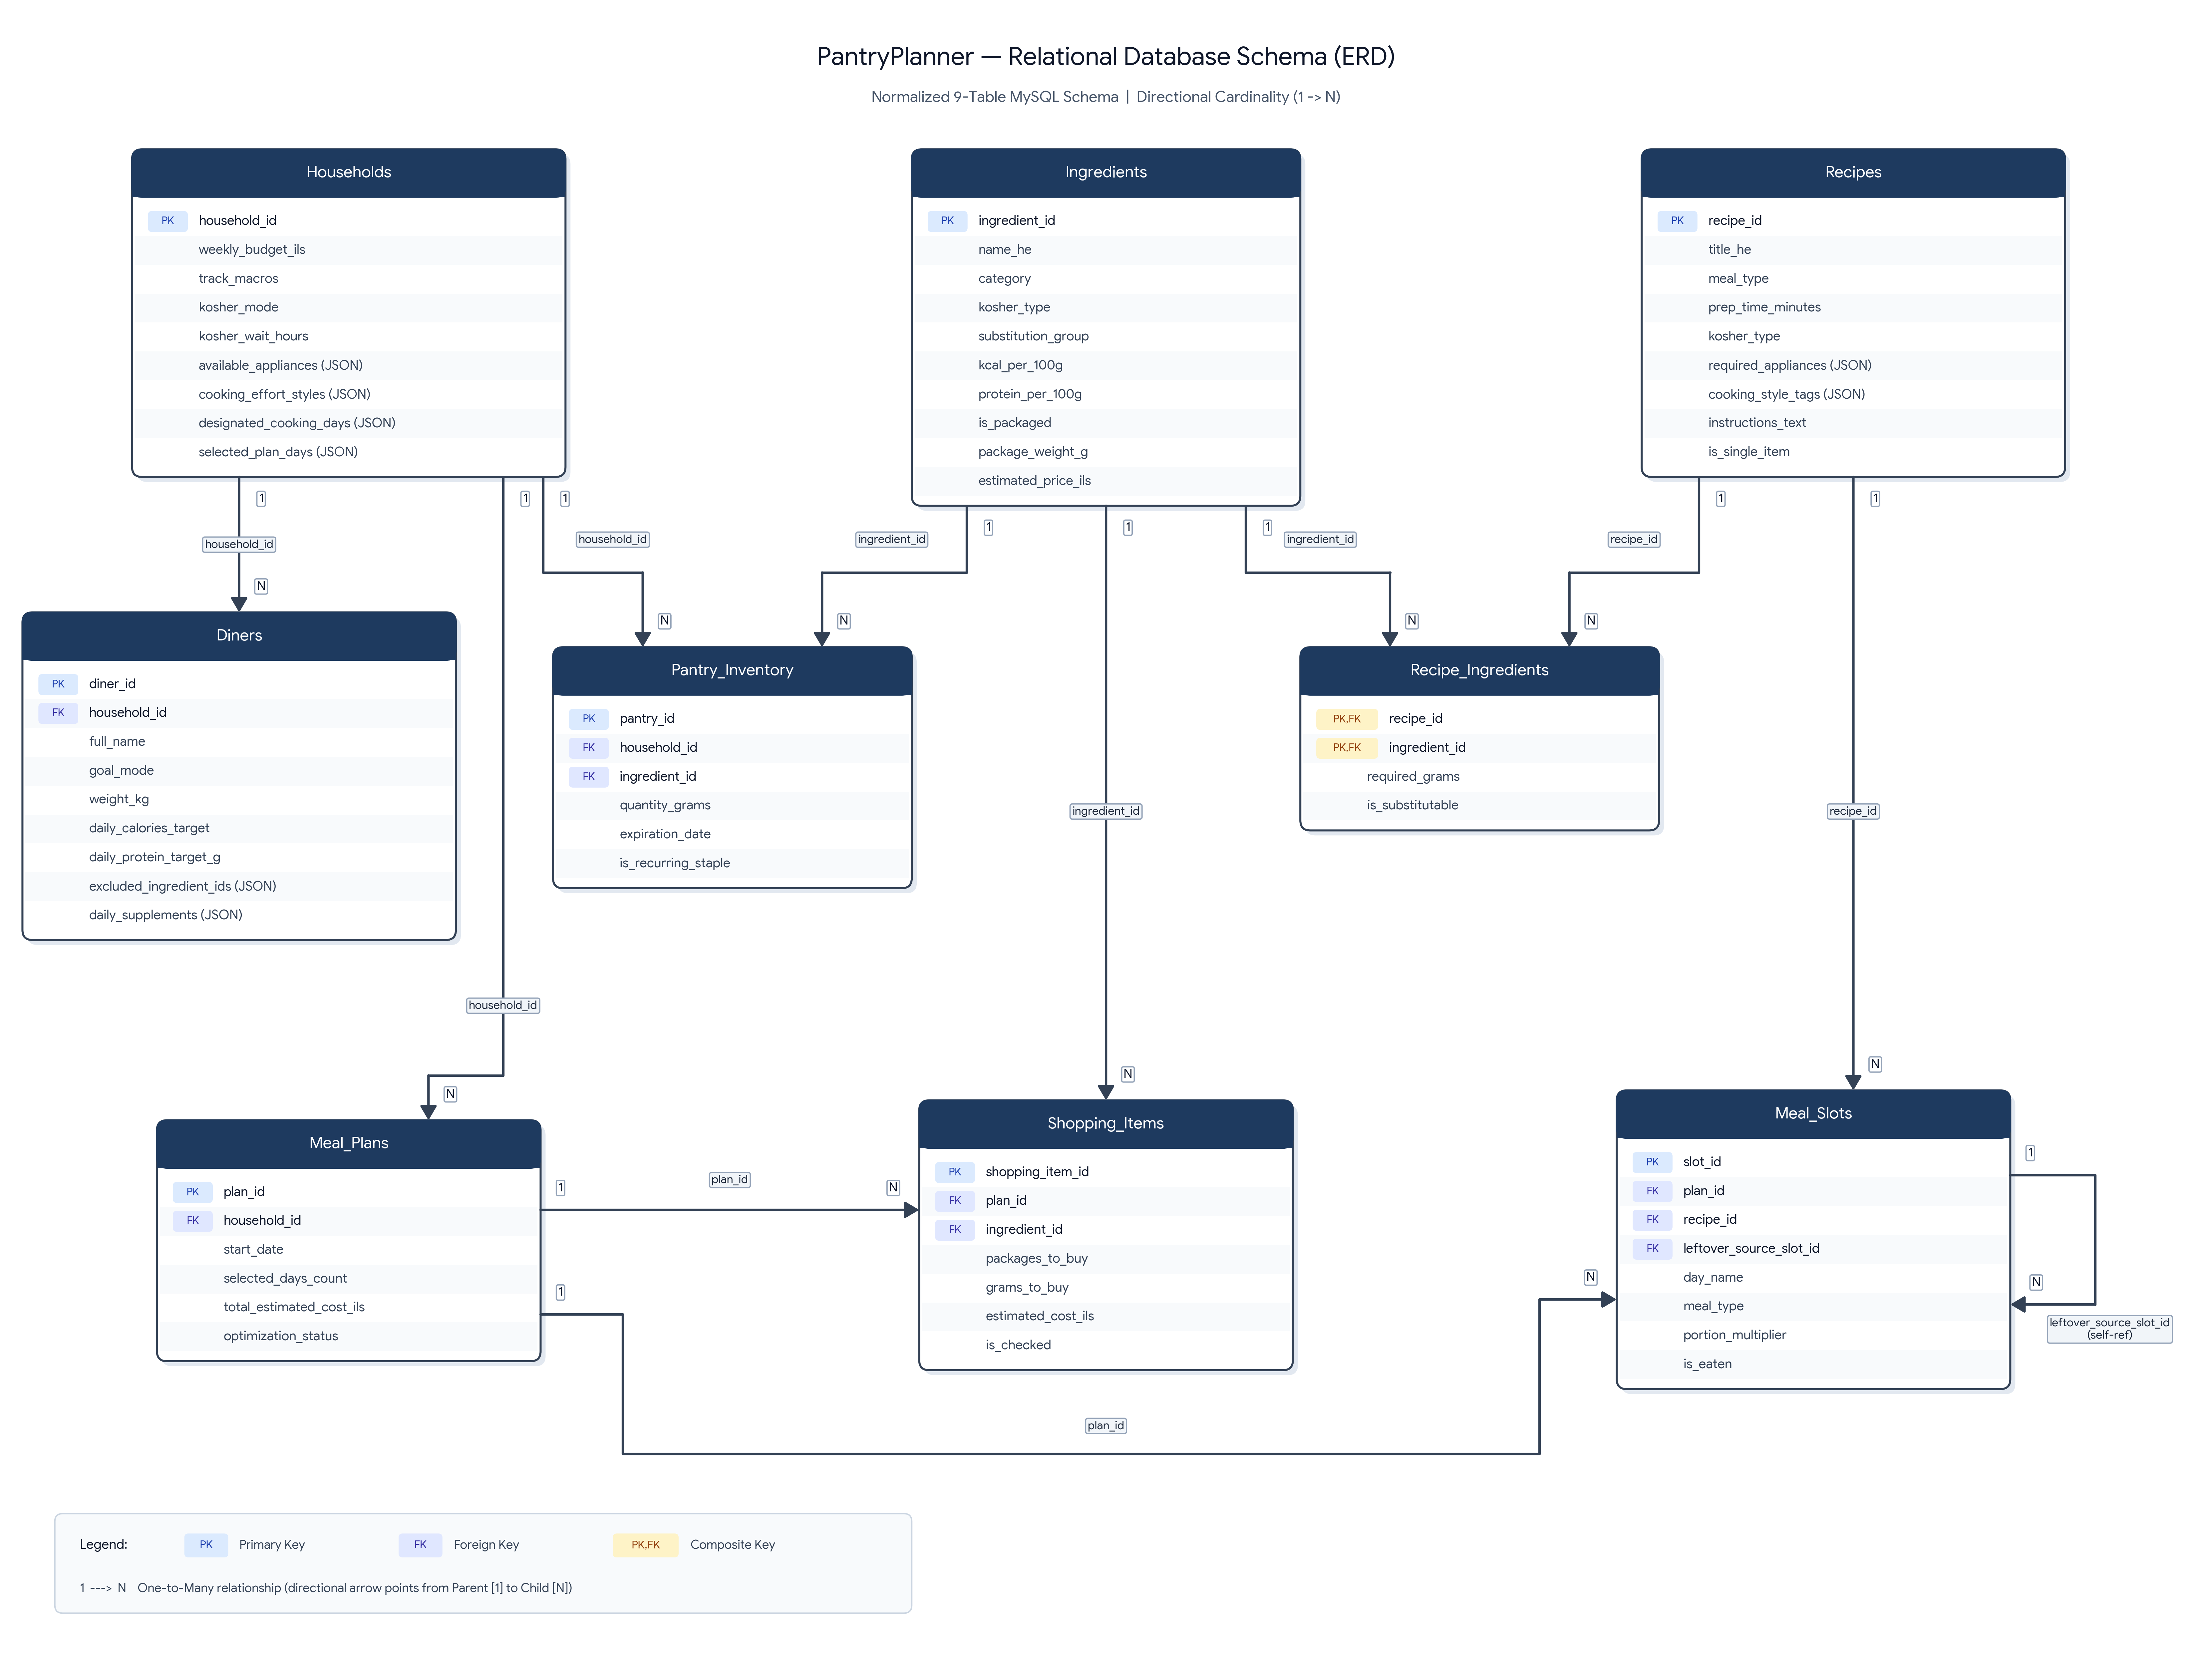 PantryPlanner — Relational Database Schema (ERD)
Normalized 9-Table MySQL Schema | Directional Cardinality (1 -> N)
Households
PK household_id
weekly_budget_ils
track_macros
kosher_mode
kosher_wait_hours
available_appliances (JSON)
cooking_effort_styles (JSON)
designated_cooking_days (JSON)
selected_plan_days (JSON)
Ingredients
PK ingredient_id
name_he
category
kosher_type
substitution_group
kcal_per_100g
protein_per_100g
is_packaged
package_weight_g
estimated_price_ils
Recipes
PK recipe_id
title_he
meal_type
prep_time_minutes
kosher_type
required_appliances (JSON)
cooking_style_tags (JSON)
instructions_text
is_single_item
1
1
1
1
1
1
1
1
household_id
household_id
ingredient_id
ingredient_id
recipe_id
N
N
N
N
N
Diners
PK diner_id
FK household_id
full_name
goal_mode
weight_kg
daily_calories_target
daily_protein_target_g
excluded_ingredient_ids (JSON)
daily_supplements (JSON)
Pantry_Inventory
PK pantry_id
FK household_id
FK ingredient_id
quantity_grams
expiration_date
is_recurring_staple
ingredient_id
Recipe_Ingredients
PK,FK recipe_id
PK,FK ingredient_id
required_grams
is_substitutable
recipe_id
household_id
N
N
N
Meal_Plans
PK plan_id
FK household_id
start_date
selected_days_count
total_estimated_cost_ils
optimization_status
1
plan_id
N
1
Shopping_Items
PK shopping_item_id
FK plan_id
FK ingredient_id
packages_to_buy
grams_to_buy
estimated_cost_ils
is_checked
N
Meal_Slots
PK slot_id
FK plan_id
FK recipe_id
FK leftover_source_slot_id
day_name
meal_type
portion_multiplier
is_eaten
1
N
leftover_source_slot_id
(self-ref)
plan_id
Legend: PK Primary Key FK Foreign Key PK,FK Composite Key
1 ---> N One-to-Many relationship (directional arrow points from Parent [1] to Child [N])